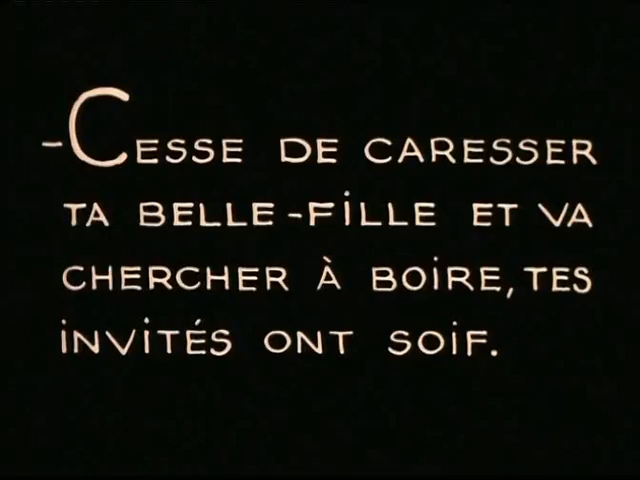 -CESSE DE CARESSER
TA BELLE-FiLLE ET VA
CHERCHER À BOiRE, TES
iNViTÉS ONT SOiF.